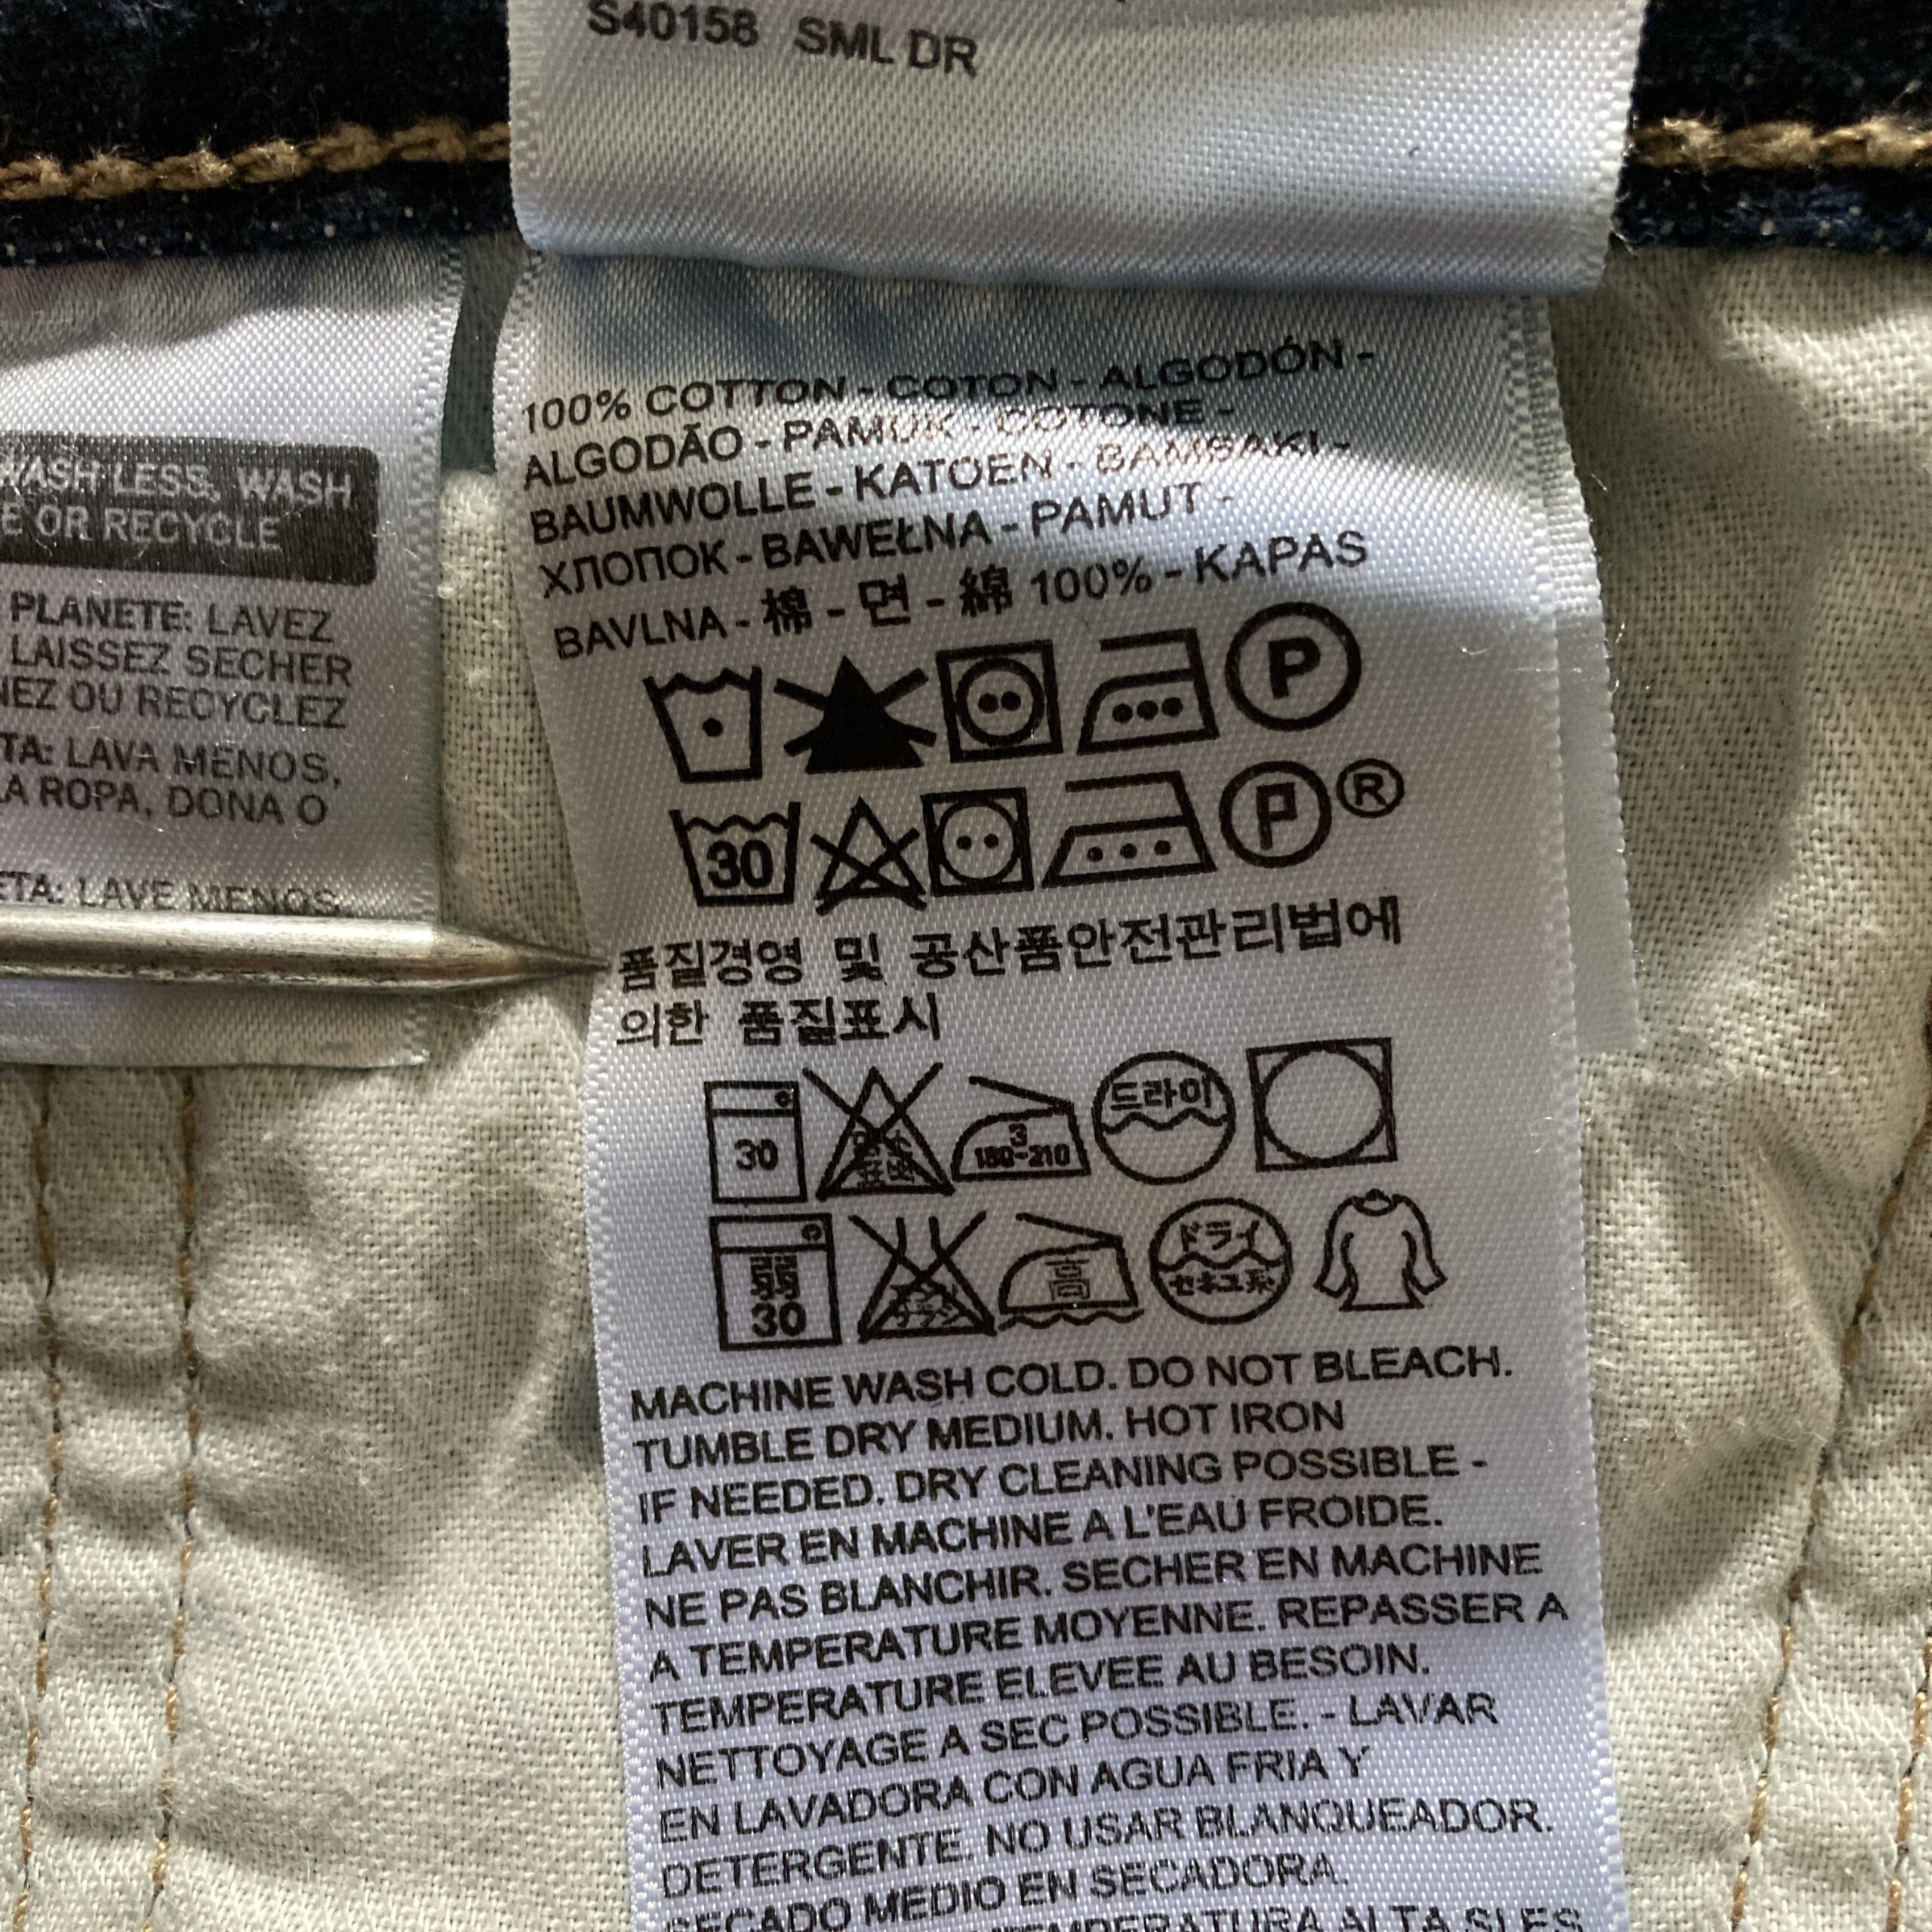 S40158 SML DR
WASH LESS, WASH
E OR RECYCLE
PLANETE: LAVEZ
LAISSEZ SECHER
NEZ OU RECYCLEZ
TA: LAVA MENOS,
LA ROPA, DONA O
ETA: LAVE MENOS,
100% COTTON - COTON - ALGODÓN -
ALGODÃO - PAMUK - COTONE -
BAUMWOLLE - KATOEN - BAMBAKI -
ХЛОПОК - BAWEŁNA - PAMUT -
BAVLNA - 棉 - 면 - 綿 100% - KAPAS
P
30 P ®
품질경영 및 공산품안전관리법에
의한 품질표시
30 3 180~210 드라이
弱 30 高 ドライ
MACHINE WASH COLD. DO NOT BLEACH.
TUMBLE DRY MEDIUM. HOT IRON
IF NEEDED. DRY CLEANING POSSIBLE -
LAVER EN MACHINE A L'EAU FROIDE.
NE PAS BLANCHIR. SECHER EN MACHINE
A TEMPERATURE MOYENNE. REPASSER A
TEMPERATURE ELEVEE AU BESOIN.
NETTOYAGE A SEC POSSIBLE. - LAVAR
EN LAVADORA CON AGUA FRIA Y
DETERGENTE. NO USAR BLANQUEADOR.
SECADO MEDIO EN SECADORA.
TEMPERATURA ALTA SI ES